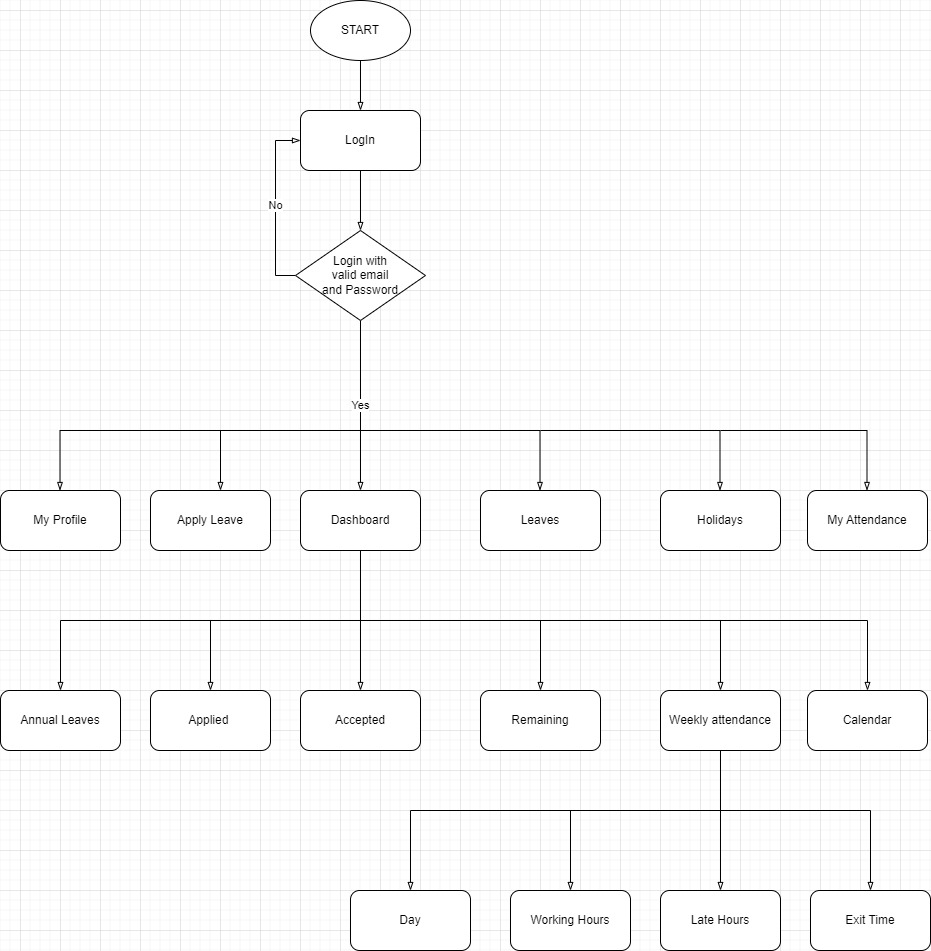 START
LogIn
No
Login with
valid email
and Password
Yes
My Profile
Apply Leave
Dashboard
Leaves
Holidays
My Attendance
Annual Leaves
Applied
Accepted
Remaining
Weekly attendance
Calendar
Day
Working Hours
Late Hours
Exit Time